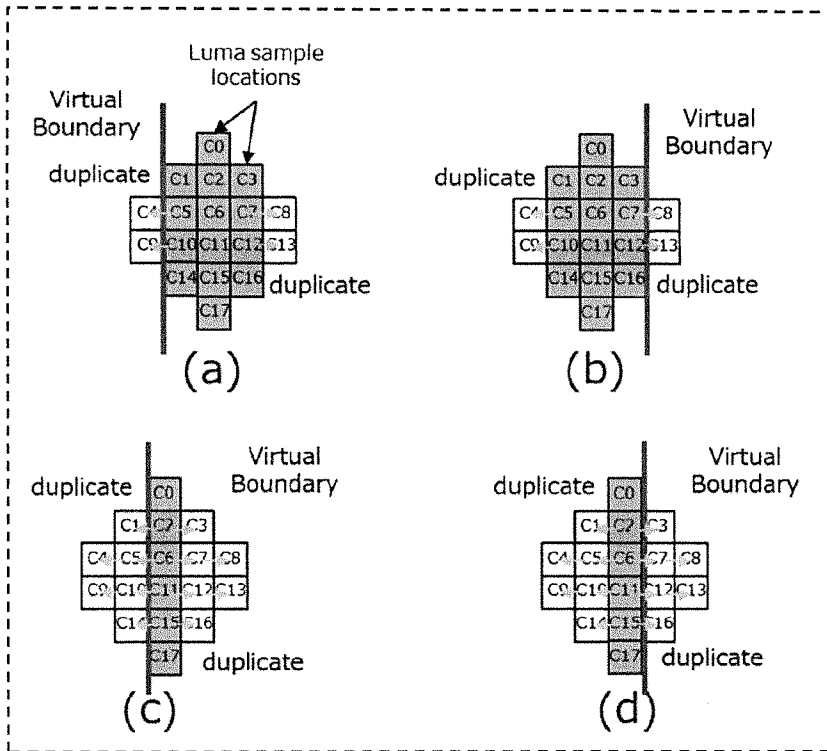 Luma sample
locations
Virtual
Boundary
duplicate
C0
C1 C2 C3
C4 C5 C6 C7 C8
C9 C10 C11 C12 C13
C14 C15 C16
C17
duplicate
(a)
Virtual
Boundary
duplicate
C0
C1 C2 C3
C4 C5 C6 C7 C8
C9 C10 C11 C12 C13
C14 C15 C16
C17
duplicate
(b)
Virtual
Boundary
duplicate
C0
C1 C2 C3
C4 C5 C6 C7 C8
C9 C10 C11 C12 C13
C14 C15 C16
C17
duplicate
(c)
Virtual
Boundary
duplicate
C0
C1 C2 C3
C4 C5 C6 C7 C8
C9 C10 C11 C12 C13
C14 C15 C16
C17
duplicate
(d)